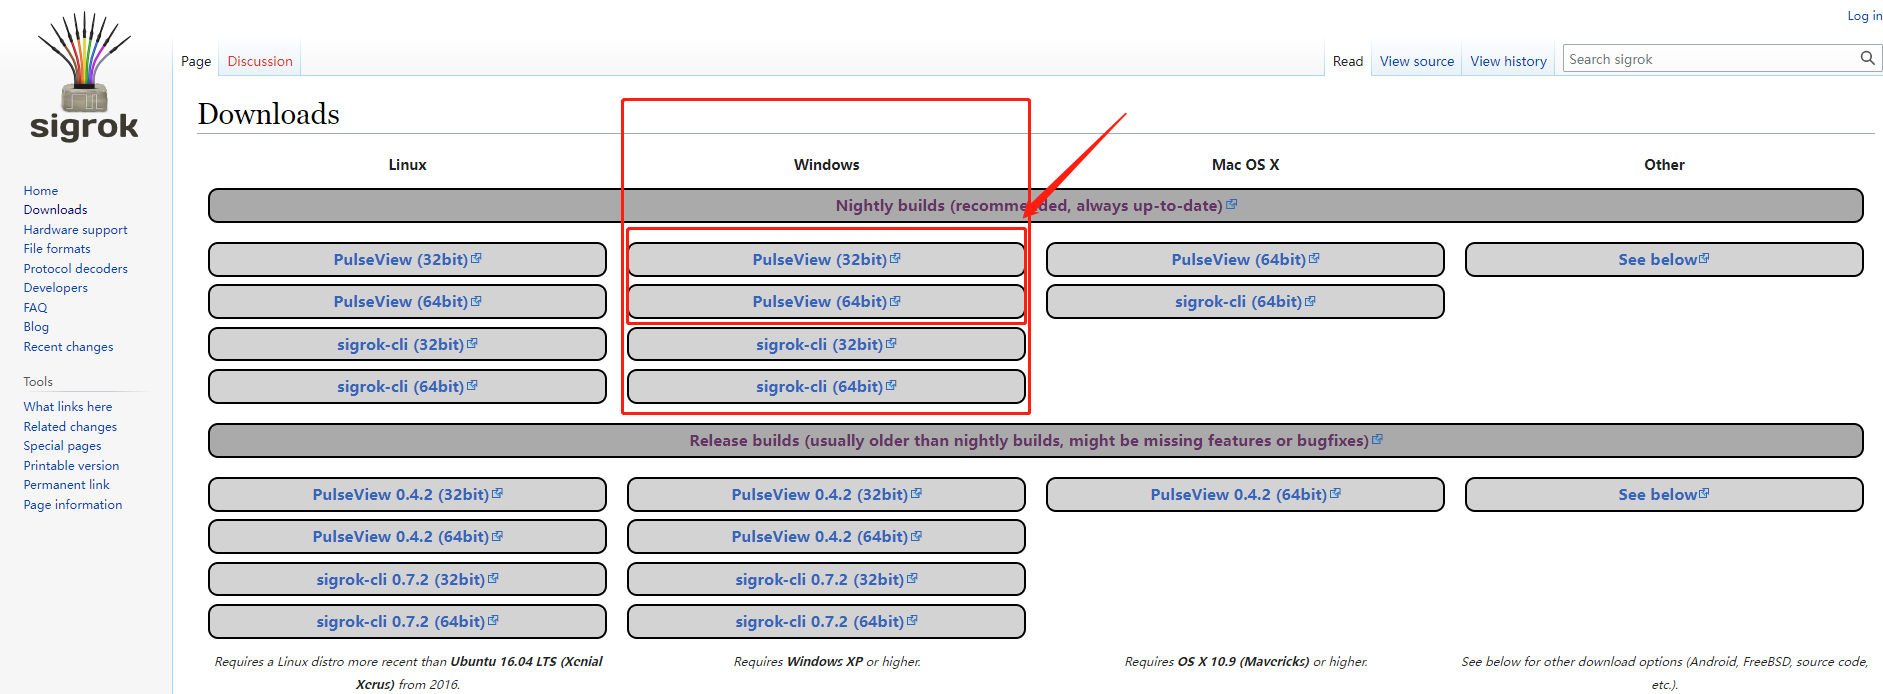 Log in
Page
Discussion
Read
View source
View history
Search sigrok
sigrok
Home
Downloads
Hardware support
File formats
Protocol decoders
Developers
FAQ
Blog
Recent changes
Tools
What links here
Related changes
Special pages
Printable version
Permanent link
Page information
Downloads
Linux Windows Mac OS X Other
Nightly builds (recommended, always up-to-date)
PulseView (32bit) PulseView (32bit) PulseView (64bit) See below
PulseView (64bit) PulseView (64bit) sigrok-cli (64bit)
sigrok-cli (32bit) sigrok-cli (32bit)
sigrok-cli (64bit) sigrok-cli (64bit)
Release builds (usually older than nightly builds, might be missing features or bugfixes)
PulseView 0.4.2 (32bit) PulseView 0.4.2 (32bit) PulseView 0.4.2 (64bit) See below
PulseView 0.4.2 (64bit) PulseView 0.4.2 (64bit)
sigrok-cli 0.7.2 (32bit) sigrok-cli 0.7.2 (32bit)
sigrok-cli 0.7.2 (64bit) sigrok-cli 0.7.2 (64bit)
Requires a Linux distro more recent than Ubuntu 16.04 LTS (Xenial
Xerus) from 2016.
Requires Windows XP or higher.
Requires OS X 10.9 (Mavericks) or higher.
See below for other download options (Android, FreeBSD, source code,
etc.).